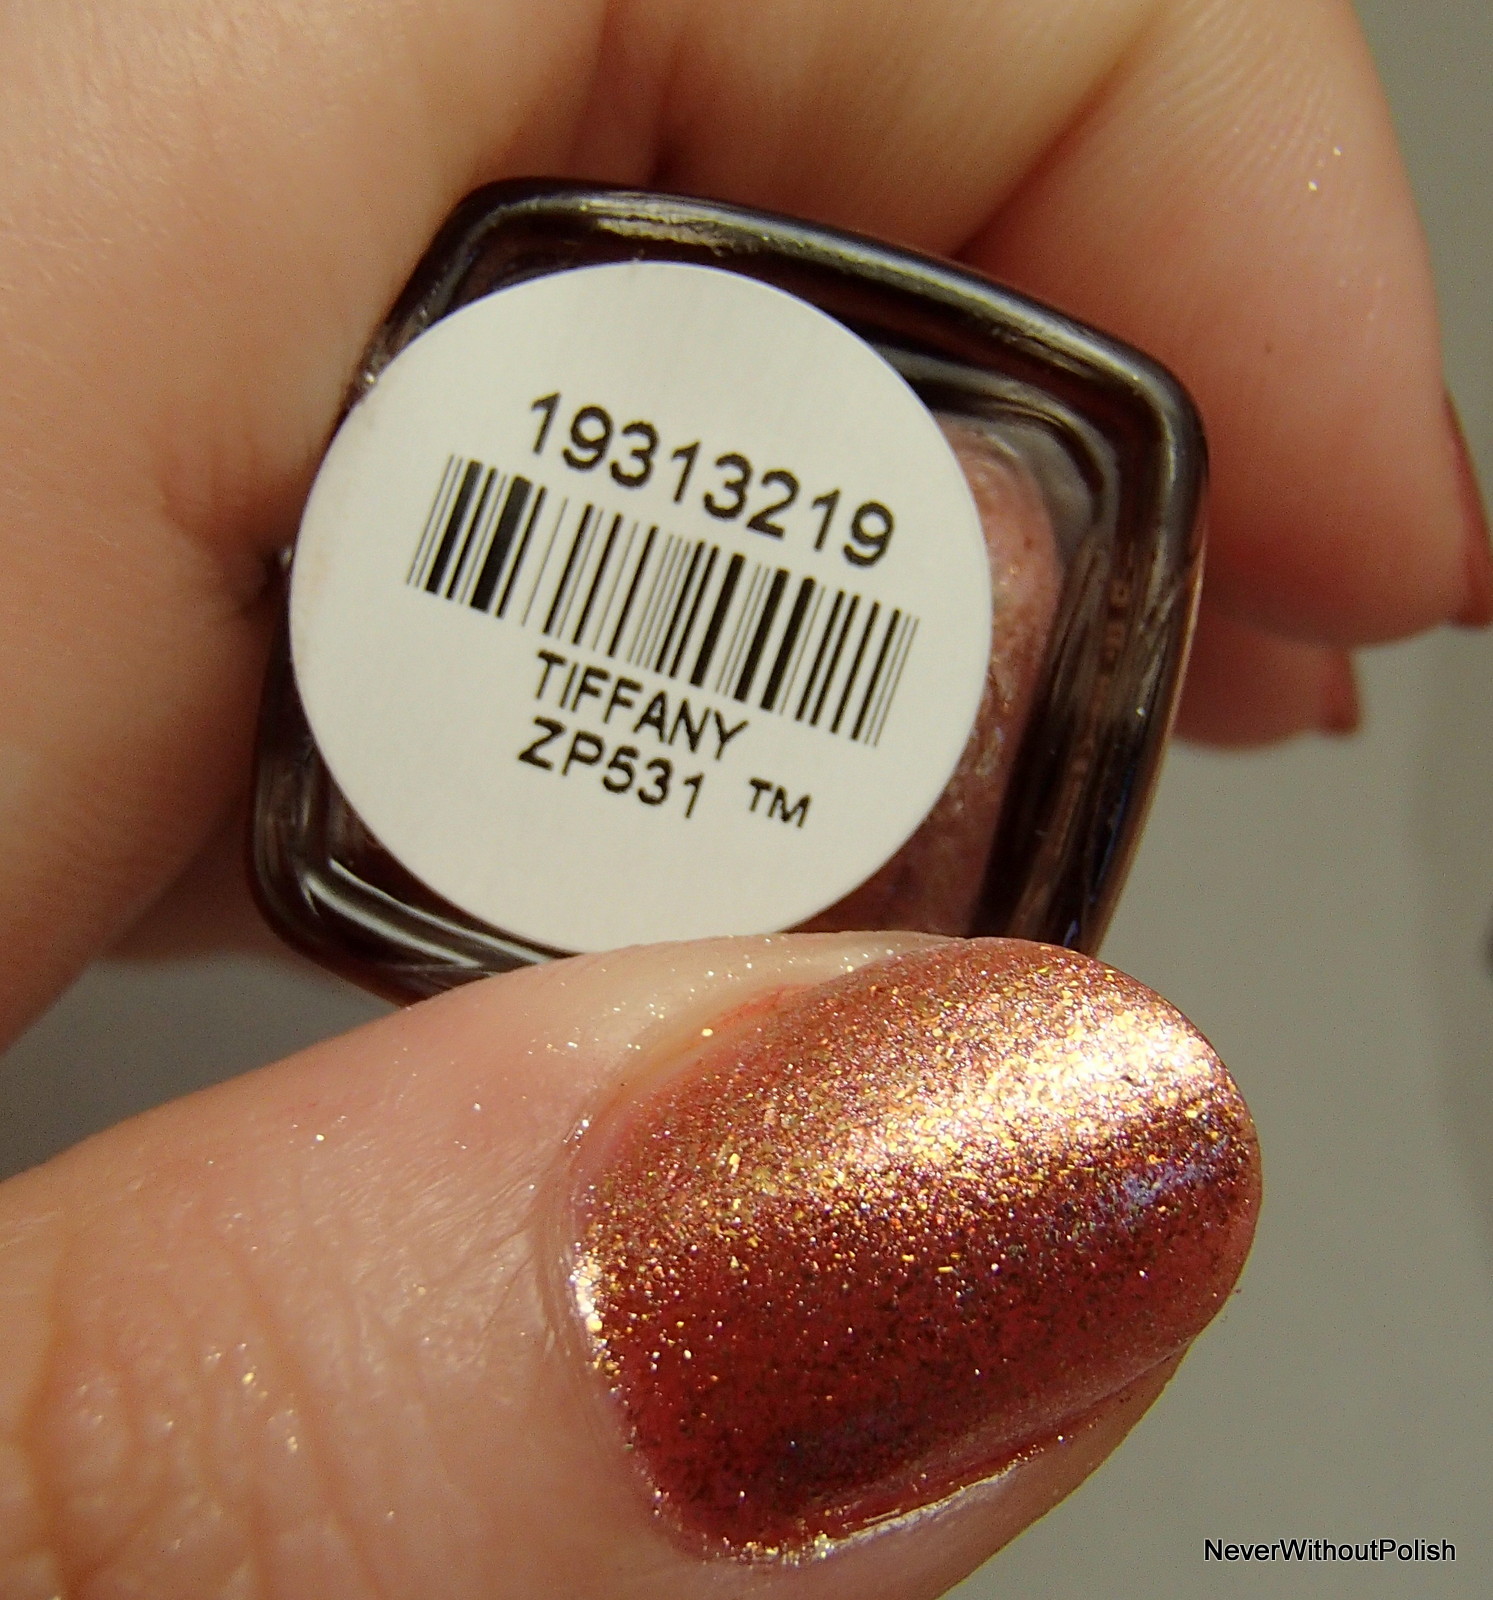 19313219
TIFFANY
ZP531 ™
NeverWithoutPolish